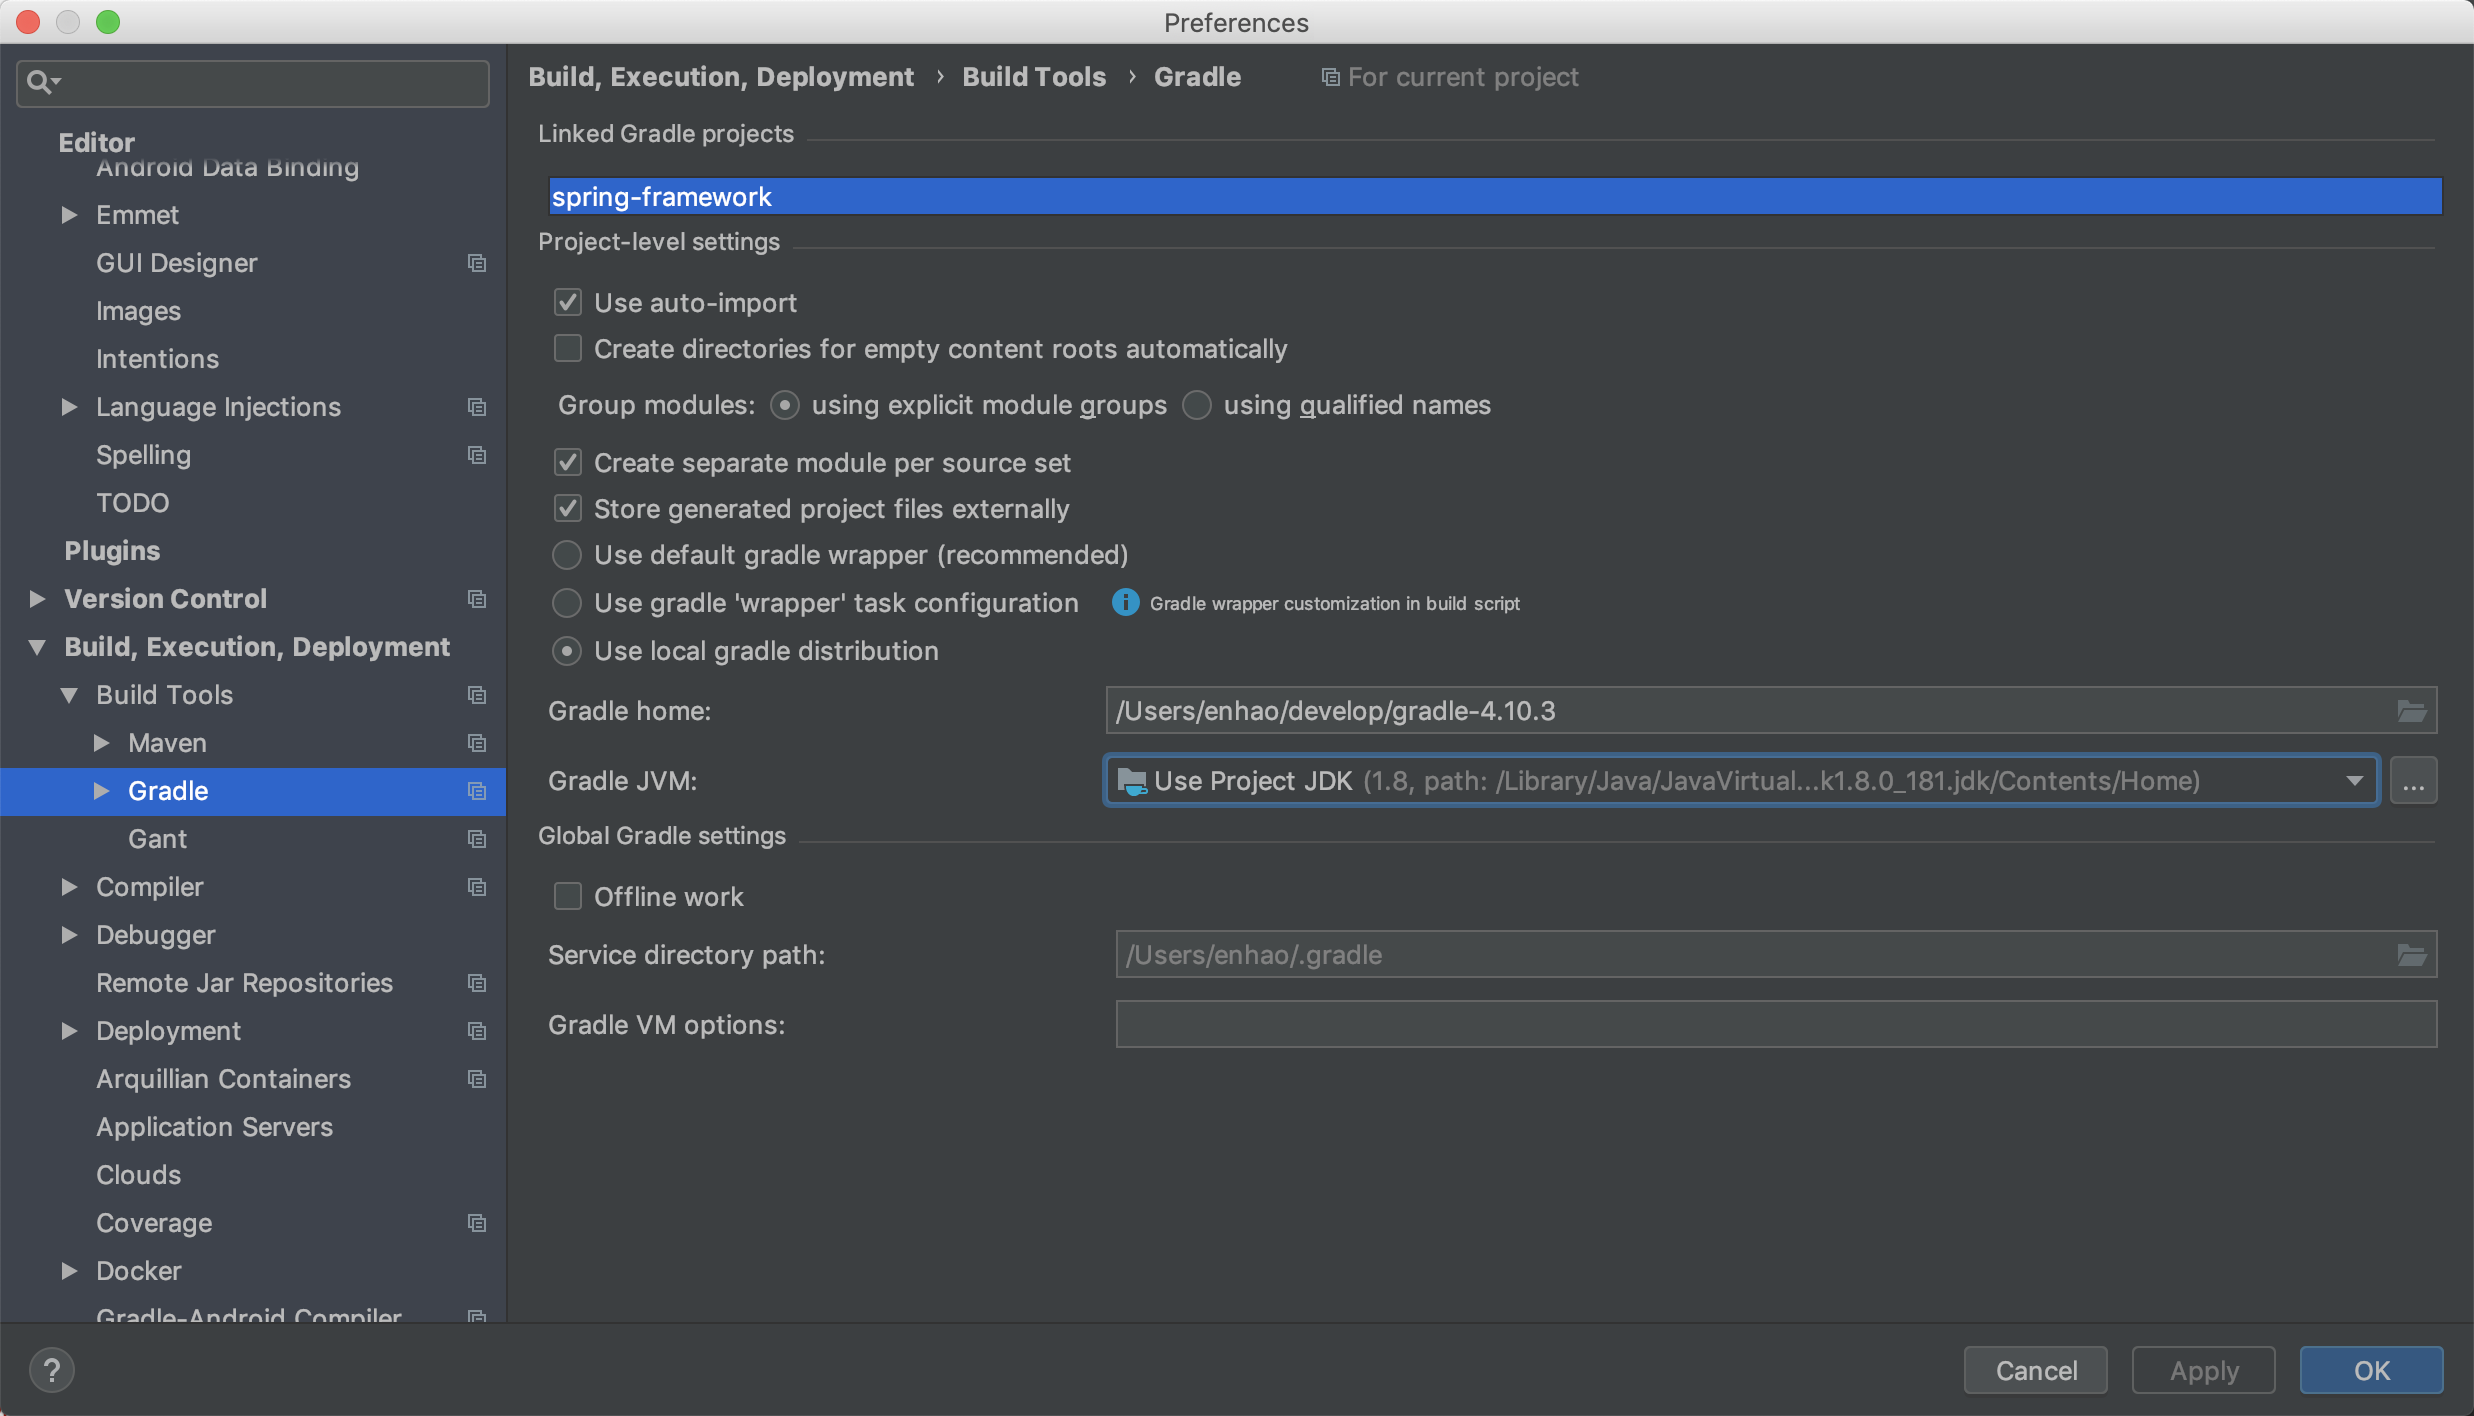 Preferences
Editor
Android Data Binding
Emmet
GUI Designer
Images
Intentions
Language Injections
Spelling
TODO
Plugins
Version Control
Build, Execution, Deployment
Build Tools
Maven
Gradle
Gant
Compiler
Debugger
Remote Jar Repositories
Deployment
Arquillian Containers
Application Servers
Clouds
Coverage
Docker
Gradle-Android Compiler
?
Build, Execution, Deployment › Build Tools › Gradle For current project
Linked Gradle projects
spring-framework
Project-level settings
Use auto-import
Create directories for empty content roots automatically
Group modules: using explicit module groups using qualified names
Create separate module per source set
Store generated project files externally
Use default gradle wrapper (recommended)
Use gradle 'wrapper' task configuration Gradle wrapper customization in build script
Use local gradle distribution
Gradle home: /Users/enhao/develop/gradle-4.10.3
Gradle JVM: Use Project JDK (1.8, path: /Library/Java/JavaVirtual...k1.8.0_181.jdk/Contents/Home) ...
Global Gradle settings
Offline work
Service directory path: /Users/enhao/.gradle
Gradle VM options:
Cancel Apply OK